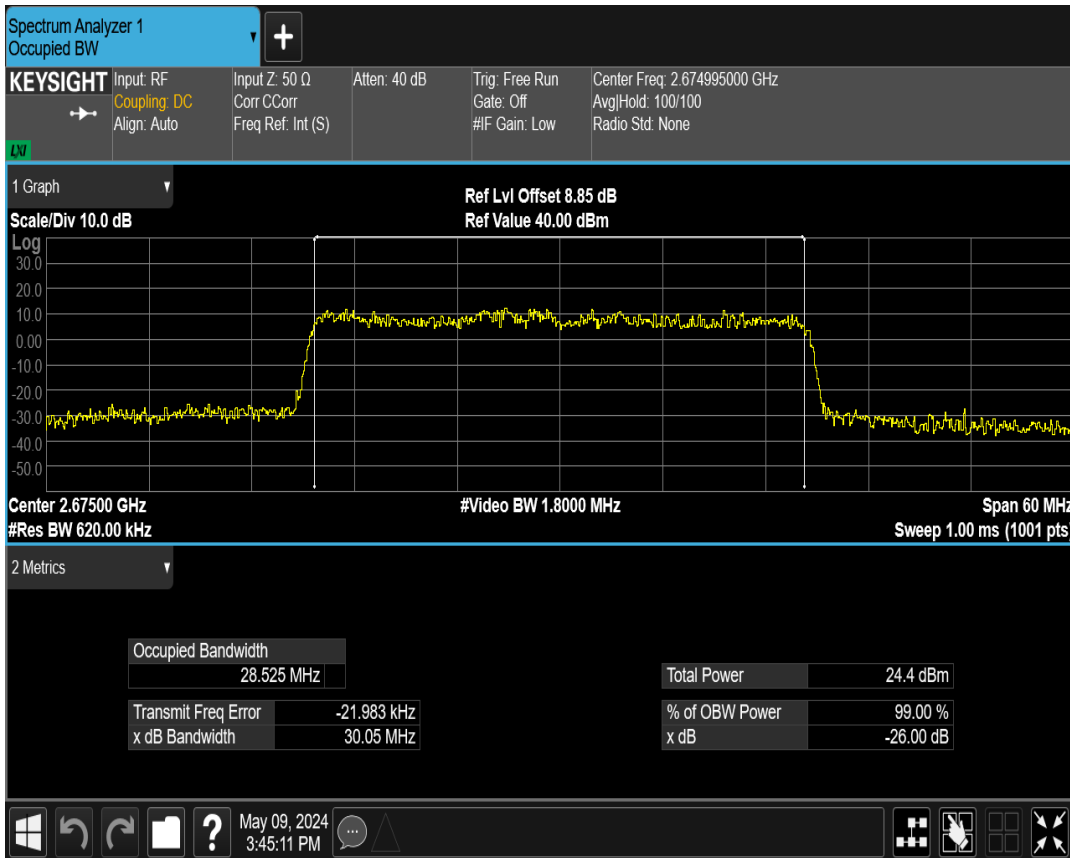 Spectrum Analyzer 1
Occupied BW
+
KEYSIGHT
LXI
Input: RF
Coupling: DC
Align: Auto
Input Z: 50 Ω
Corr CCorr
Freq Ref: Int (S)
Atten: 40 dB
Trig: Free Run
Gate: Off
#IF Gain: Low
Center Freq: 2.674995000 GHz
Avg|Hold: 100/100
Radio Std: None
1 Graph
Scale/Div 10.0 dB
Ref Lvl Offset 8.85 dB
Ref Value 40.00 dBm
Log
30.0
20.0
10.0
0.00
-10.0
-20.0
-30.0
-40.0
-50.0
Center 2.67500 GHz
#Video BW 1.8000 MHz
Span 60 MHz
#Res BW 620.00 kHz
Sweep 1.00 ms (1001 pts)
2 Metrics
Occupied Bandwidth
28.525 MHz
Total Power 24.4 dBm
Transmit Freq Error -21.983 kHz
% of OBW Power 99.00 %
x dB Bandwidth 30.05 MHz
x dB -26.00 dB
?
May 09, 2024
3:45:11 PM